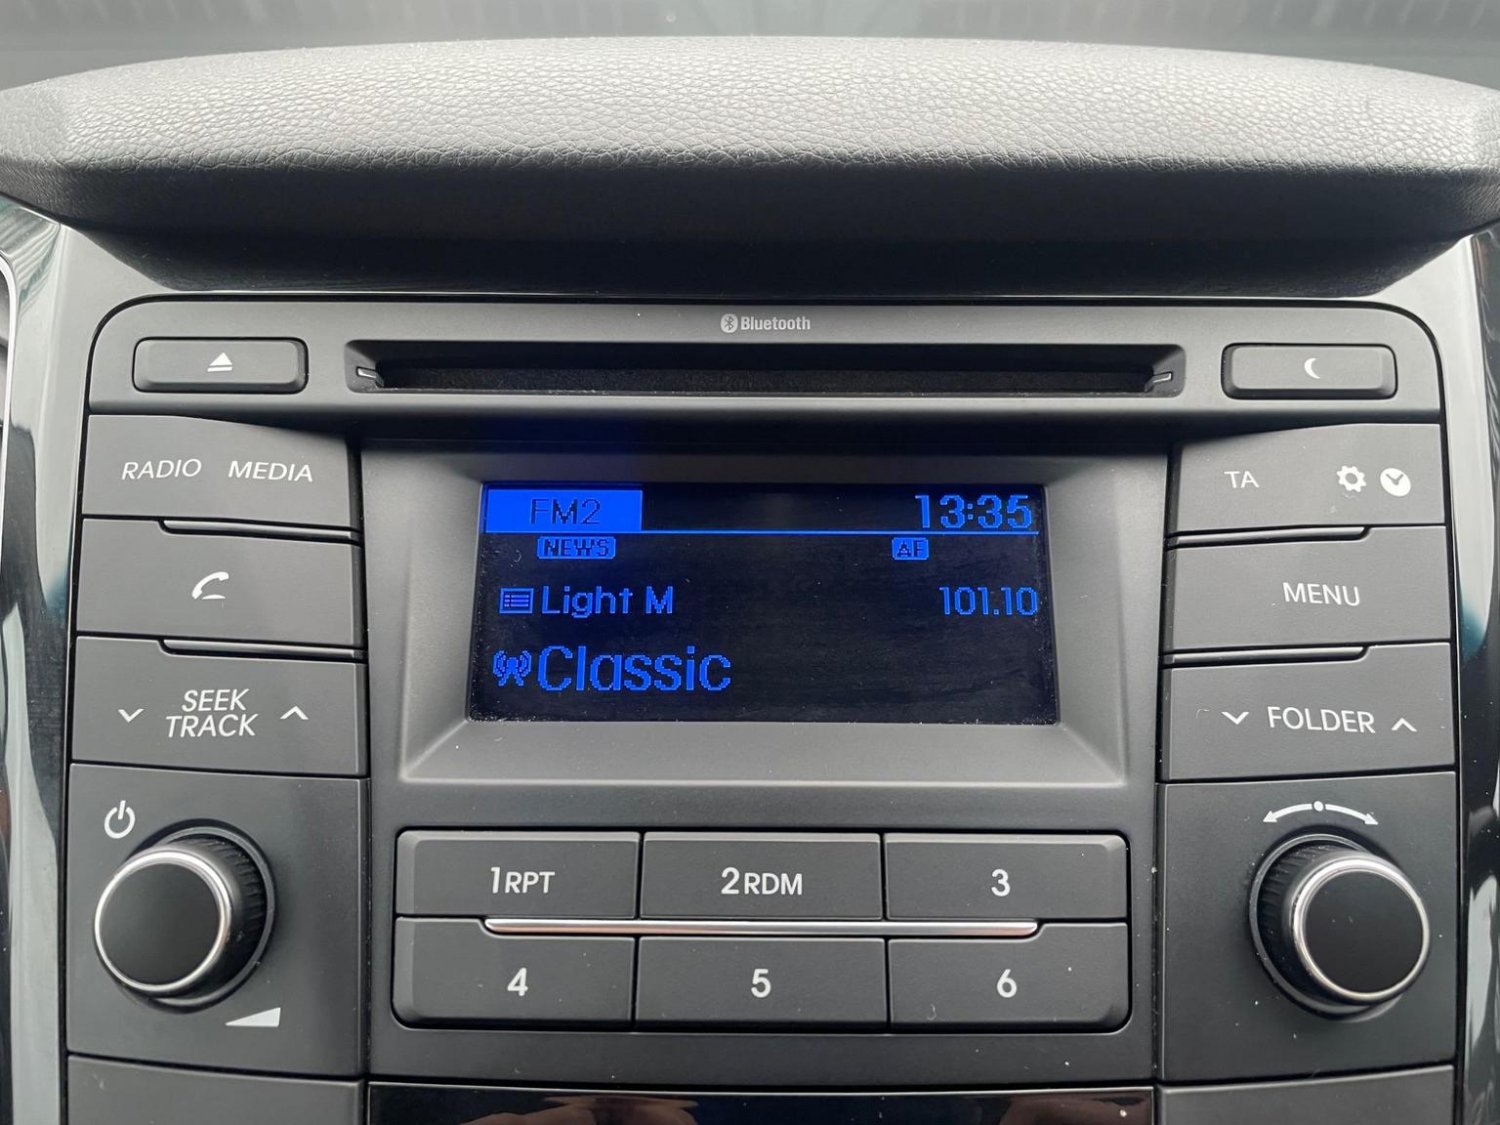 Bluetooth
RADIO MEDIA
TA
FM2 13:35
NEWS AF
Light M 101.10
MENU
Classic
SEEK
TRACK
FOLDER
1RPT 2RDM 3
4 5 6